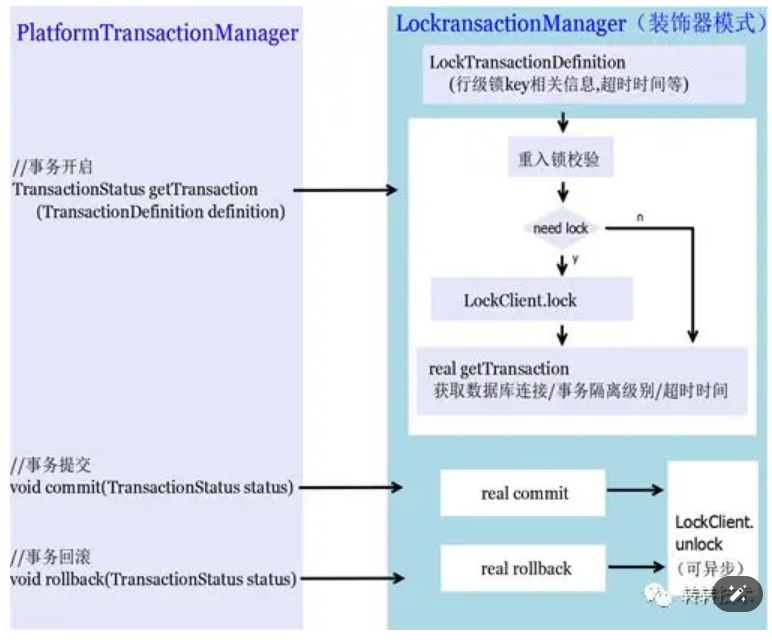 PlatformTransactionManager
LockransactionManager（装饰器模式）
LockTransactionDefinition
(行级锁key相关信息,超时时间等)
//事务开启
TransactionStatus getTransaction
(TransactionDefinition definition)
重入锁校验
need lock
n
y
LockClient.lock
real getTransaction
获取数据库连接/事务隔离级别/超时时间
//事务提交
void commit(TransactionStatus status)
real commit
//事务回滚
void rollback(TransactionStatus status)
real rollback
LockClient.
unlock
（可异步）
转转技术